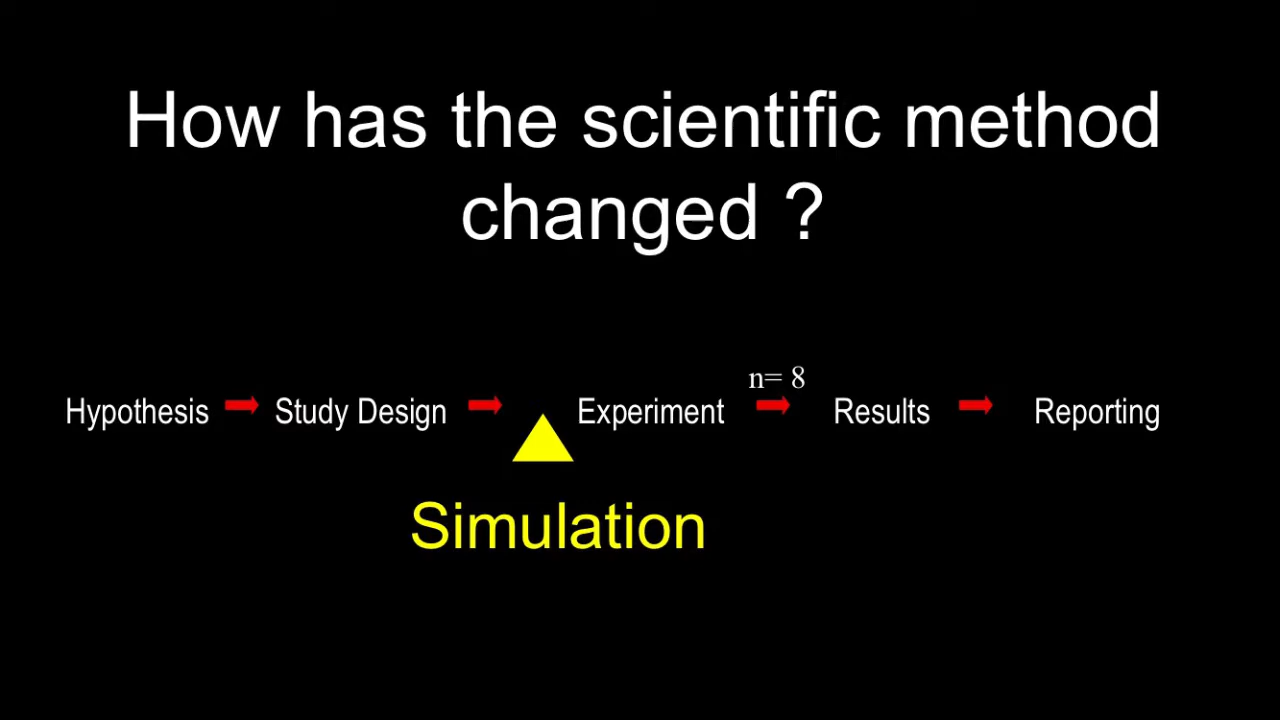 How has the scientific method
changed ?
n= 8
Hypothesis Study Design Experiment Results Reporting
Simulation